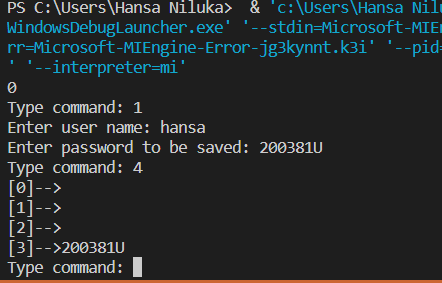 PS C:\Users\Hansa Niluka>  & 'c:\Users\Hansa Nilu
WindowsDebugLauncher.exe' '--stdin=Microsoft-MIEn
rr=Microsoft-MIEngine-Error-jg3kynnt.k3i' '--pid=
' '--interpreter=mi'
0
Type command: 1
Enter user name: hansa
Enter password to be saved: 200381U
Type command: 4
[0]-->
[1]-->
[2]-->
[3]-->200381U
Type command: